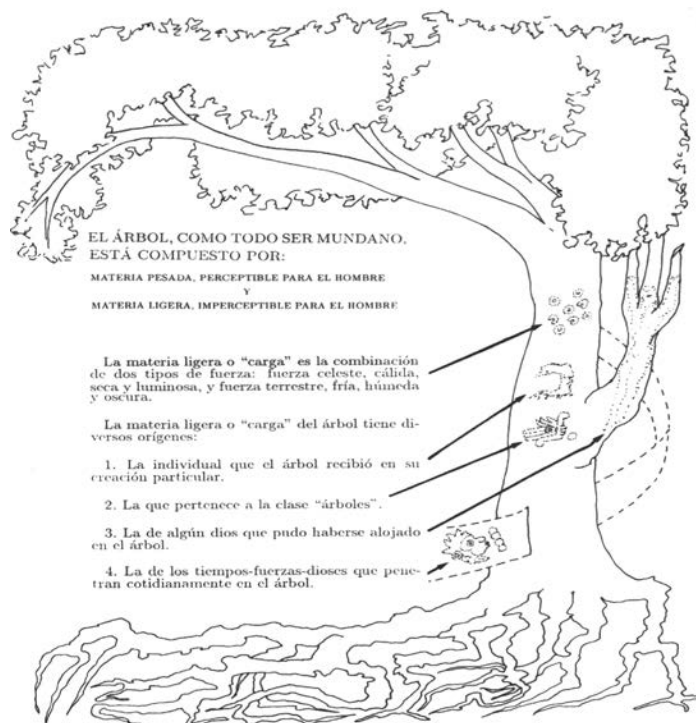 EL ÁRBOL, COMO TODO SER MUNDANO,
ESTÁ COMPUESTO POR:
MATERIA PESADA, PERCEPTIBLE PARA EL HOMBRE
Y
MATERIA LIGERA, IMPERCEPTIBLE PARA EL HOMBRE
La materia ligera o “carga” es la combinación
de dos tipos de fuerza: fuerza celeste, cálida,
seca y luminosa, y fuerza terrestre, fría, húmeda
y oscura.
La materia ligera o “carga” del árbol tiene di-
versos orígenes:
1. La individual que el árbol recibió en su
creación particular.
2. La que pertenece a la clase “árboles”.
3. La de algún dios que pudo haberse alojado
en el árbol.
4. La de los tiempos-fuerzas-dioses que pene-
tran cotidianamente en el árbol.